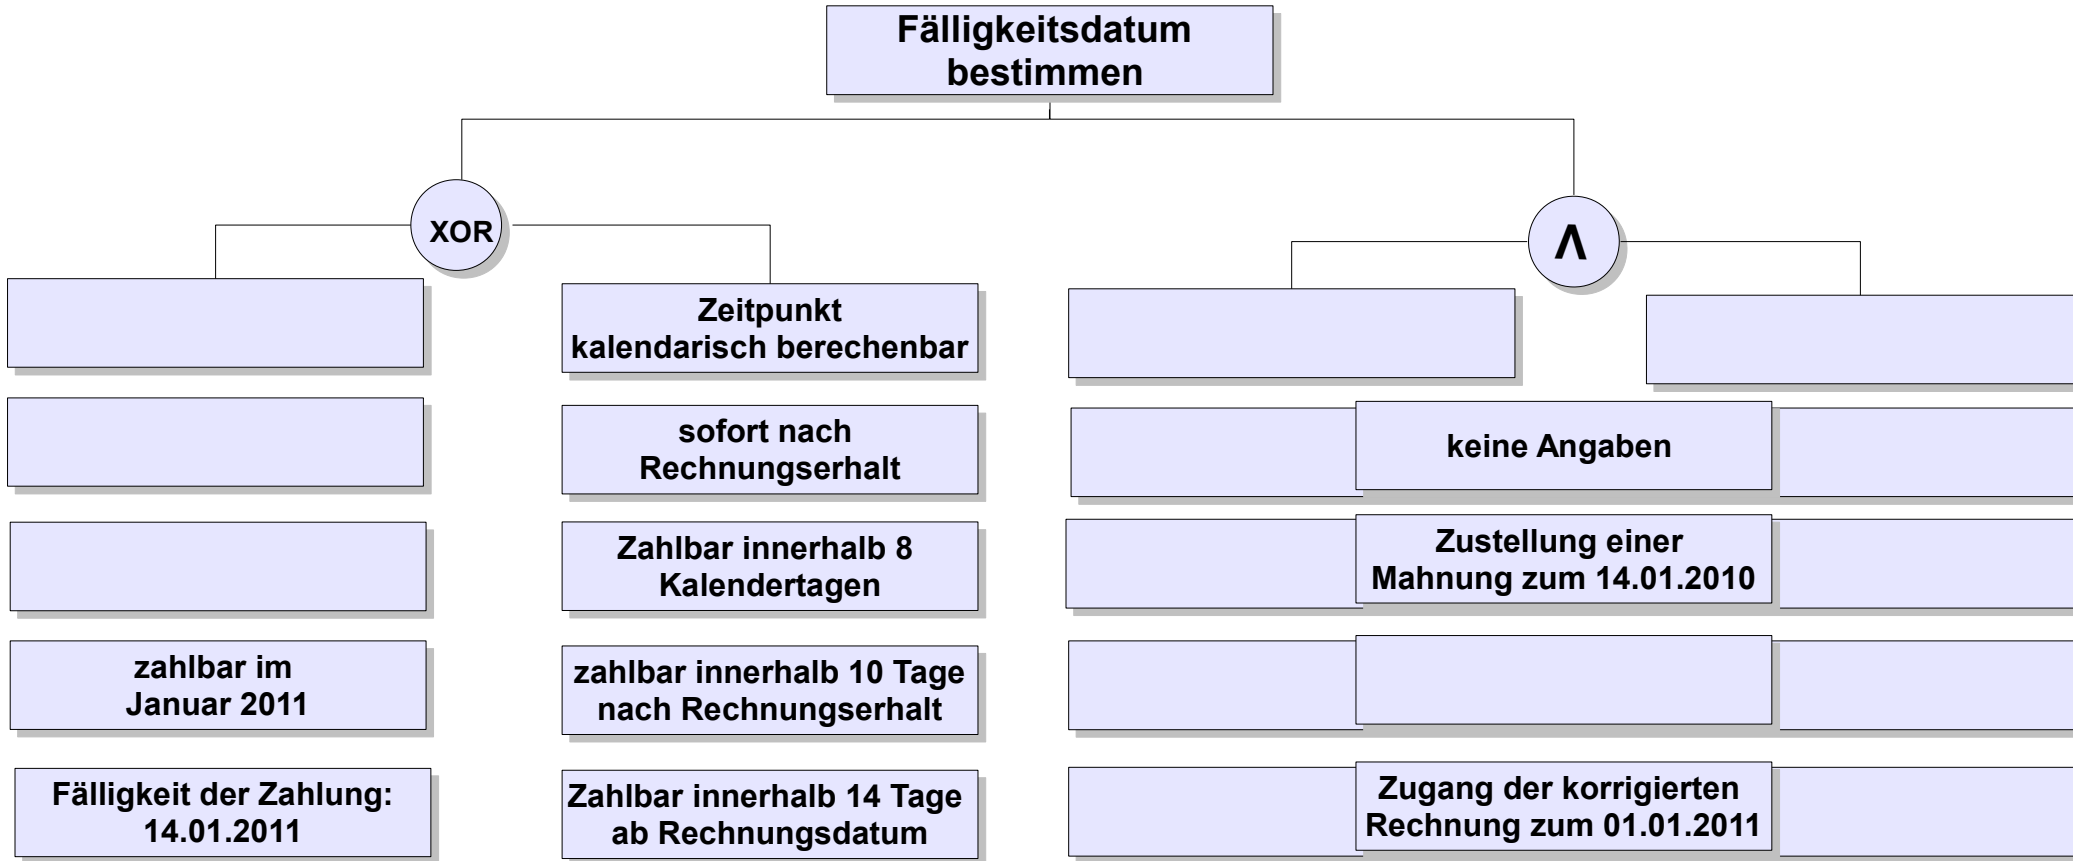 Fälligkeitsdatum
bestimmen
XOR
Λ
Zeitpunkt
kalendarisch berechenbar
sofort nach
Rechnungserhalt
keine Angaben
Zahlbar innerhalb 8
Kalendertagen
Zustellung einer
Mahnung zum 14.01.2010
zahlbar im
Januar 2011
zahlbar innerhalb 10 Tage
nach Rechnungserhalt
Fälligkeit der Zahlung:
14.01.2011
Zahlbar innerhalb 14 Tage
ab Rechnungsdatum
Zugang der korrigierten
Rechnung zum 01.01.2011